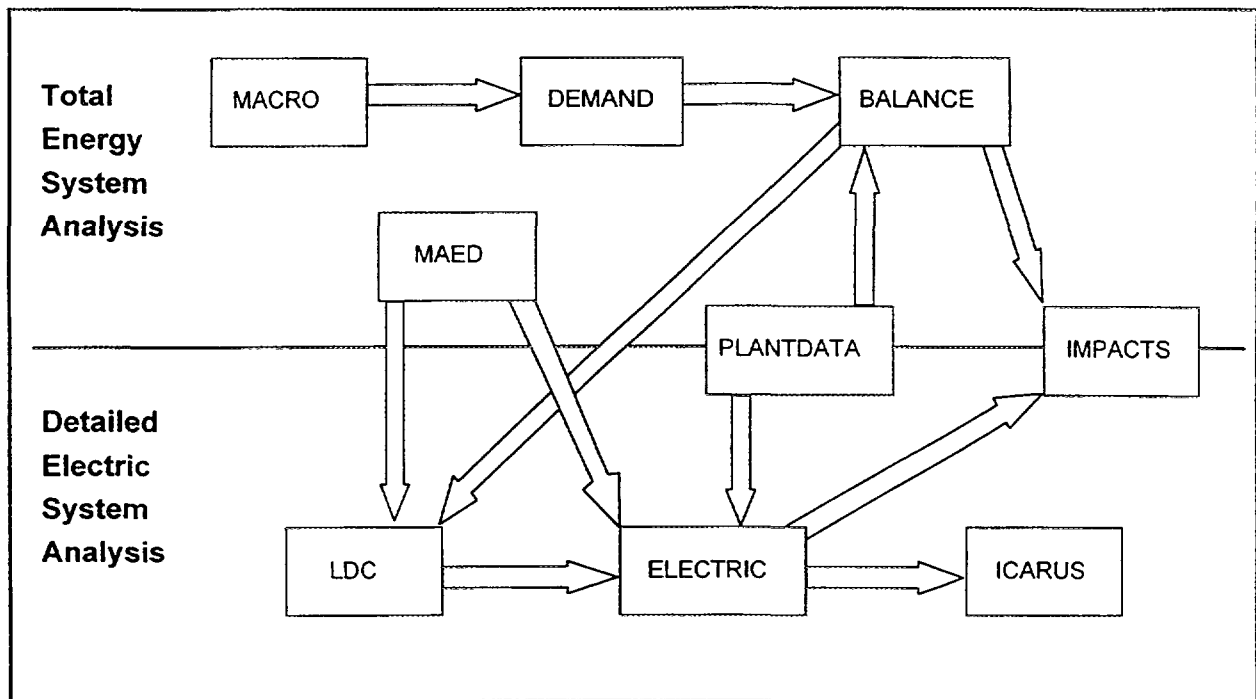 Total
Energy
System
Analysis
MACRO
DEMAND
BALANCE
MAED
PLANTDATA
IMPACTS
Detailed
Electric
System
Analysis
LDC
ELECTRIC
ICARUS